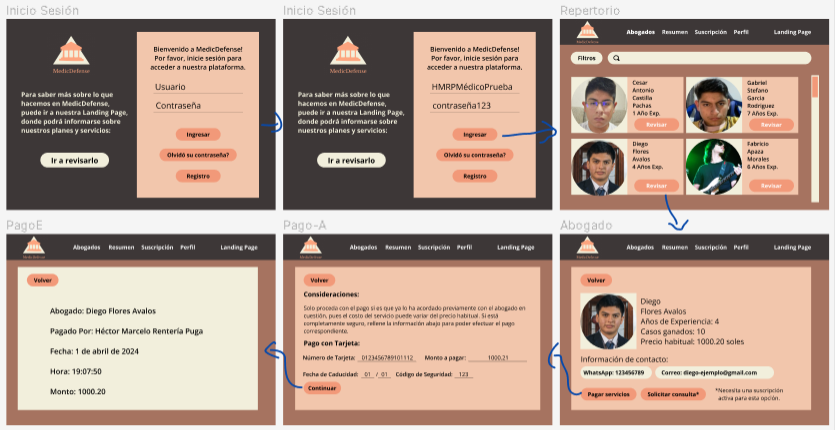 Inicio Sesión
MedicDefense
Para saber más sobre lo que
hacemos en MedicDefense,
puede ir a nuestra Landing Page,
donde podrá informarse sobre
nuestros planes y servicios:
Ir a revisarlo
Bienvenido a MedicDefense!
Por favor, inicie sesión para
acceder a nuestra plataforma.
Usuario
Contraseña
Ingresar
Olvidó su contraseña?
Registro
Inicio Sesión
MedicDefense
Para saber más sobre lo que
hacemos en MedicDefense,
puede ir a nuestra Landing Page,
donde podrá informarse sobre
nuestros planes y servicios:
Ir a revisarlo
Bienvenido a MedicDefense!
Por favor, inicie sesión para
acceder a nuestra plataforma.
HMRPMédicoPrueba
contraseña123
Ingresar
Olvidó su contraseña?
Registro
Repertorio
MedicDefense
Abogados Resumen Suscripción Perfil Landing Page
Filtros
Cesar
Antonio
Castilla
Pachas
1 Año Exp.
Revisar
Gabriel
Stefano
Garcia
Rodriguez
7 Años Exp.
Revisar
Diego
Flores
Avalos
4 Años Exp.
Revisar
Fabricio
Apaza
Morales
6 Años Exp.
Revisar
PagoE
MedicDefense
Abogados Resumen Suscripción Perfil Landing Page
Volver
Abogado: Diego Flores Avalos
Pagado Por: Héctor Marcelo Rentería Puga
Fecha: 1 de abril de 2024
Hora: 19:07:50
Monto: 1000.20
Pago-A
MedicDefense
Abogados Resumen Suscripción Perfil Landing Page
Volver
Consideraciones:
Solo proceda con el pago si es que ya lo ha acordado previamente con el abogado en
cuestión, pues el costo del servicio puede variar del precio habitual. Si está
completamente seguro, rellene la información abajo para poder efectuar el pago
correspondiente.
Pago con Tarjeta:
Número de Tarjeta: 0123456789101112 Monto a pagar: 1000.21
Fecha de Caducidad: 01 / 01 Código de Seguridad: 123
Continuar
Abogado
MedicDefense
Abogados Resumen Suscripción Perfil Landing Page
Volver
Diego
Flores Avalos
Años de Experiencia: 4
Casos ganados: 10
Precio habitual: 1000.20 soles
Información de contacto:
WhatsApp: 123456789 Correo: diego-ejemplo@gmail.com
Pagar servicios Solicitar consulta*
*Necesita una suscripción
activa para esta opción.